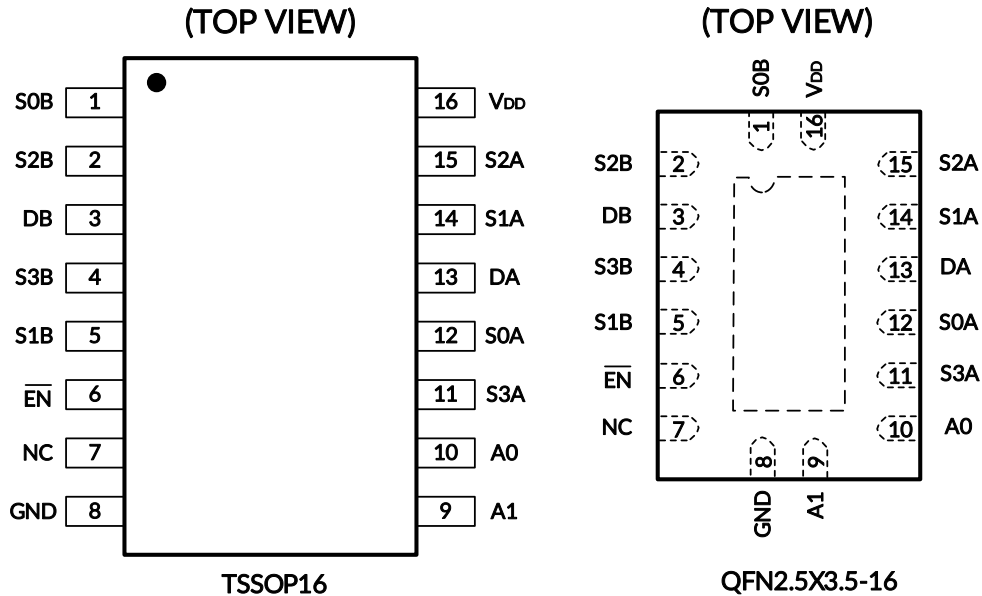 (TOP VIEW)
S0B 1 16 VDD
S2B 2 15 S2A
DB 3 14 S1A
S3B 4 13 DA
S1B 5 12 S0A
EN 6 11 S3A
NC 7 10 A0
GND 8 9 A1
TSSOP16
(TOP VIEW)
S0B VDD
1 16
S2B 2 15 S2A
DB 3 14 S1A
S3B 4 13 DA
S1B 5 12 S0A
EN 6 11 S3A
NC 7 10 A0
8 9
GND A1
QFN2.5X3.5-16